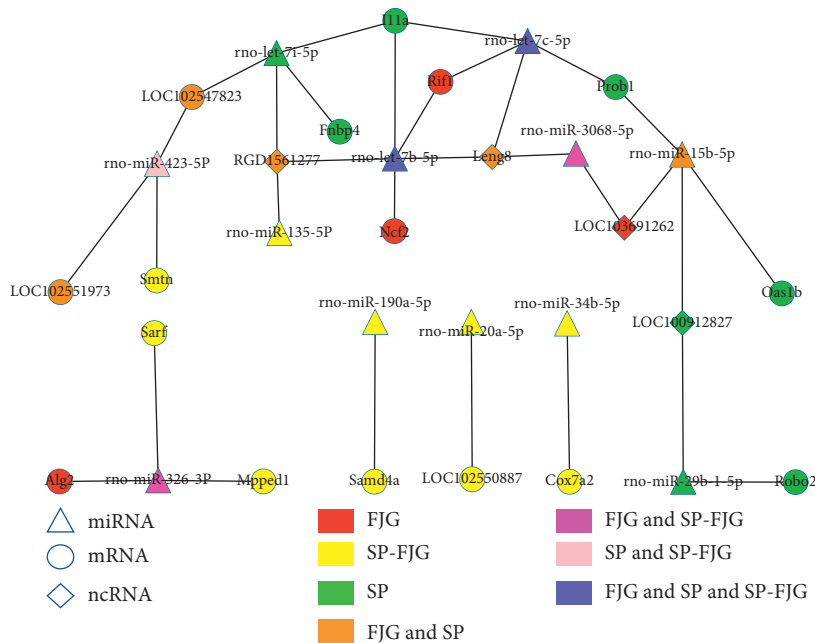 Il1a
rno-let-7i-5p
rno-let-7c-5p
Rif1
Prob1
LOC102547823
Fnbp4
rno-miR-3068-5p
rno-miR-423-5P
RGD1561277
rno-let-7b-5p
Leng8
rno-miR-15b-5p
rno-miR-135-5P
Ncf2
LOC103691262
LOC102551973
Smtn
Oas1b
rno-miR-190a-5p
rno-miR-34b-5p
Sarf
rno-miR-20a-5p
LOC100912827
Alg2
rno-miR-326-3P
Mpped1
Samd4a
LOC102550887
Cox7a2
rno-miR-29b-1-5p
Robo2
miRNA
mRNA
ncRNA
FJG
SP-FJG
SP
FJG and SP
FJG and SP-FJG
SP and SP-FJG
FJG and SP and SP-FJG